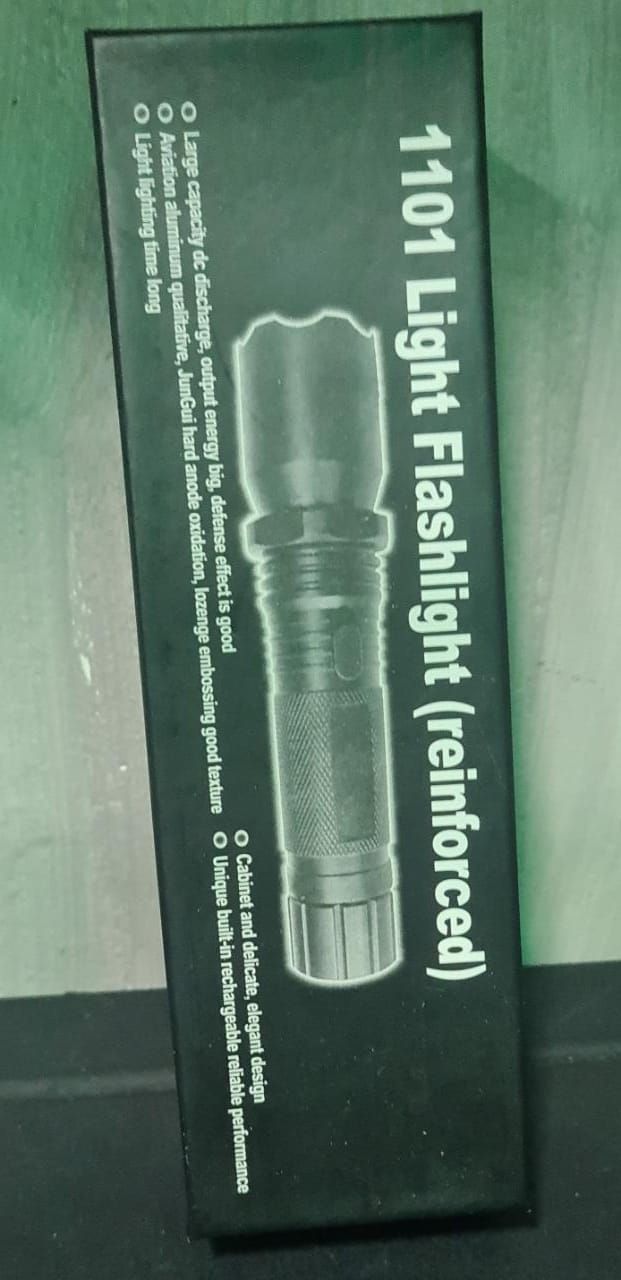 1101 Light Flashlight (reinforced)
Large capacity dc discharge, output energy big, defense effect is good
Aviation aluminum qualitative, JunGui hard anode oxidation, lozenge embossing good texture
Light lighting time long
Cabinet and delicate, elegant design
Unique built-in rechargeable reliable performance